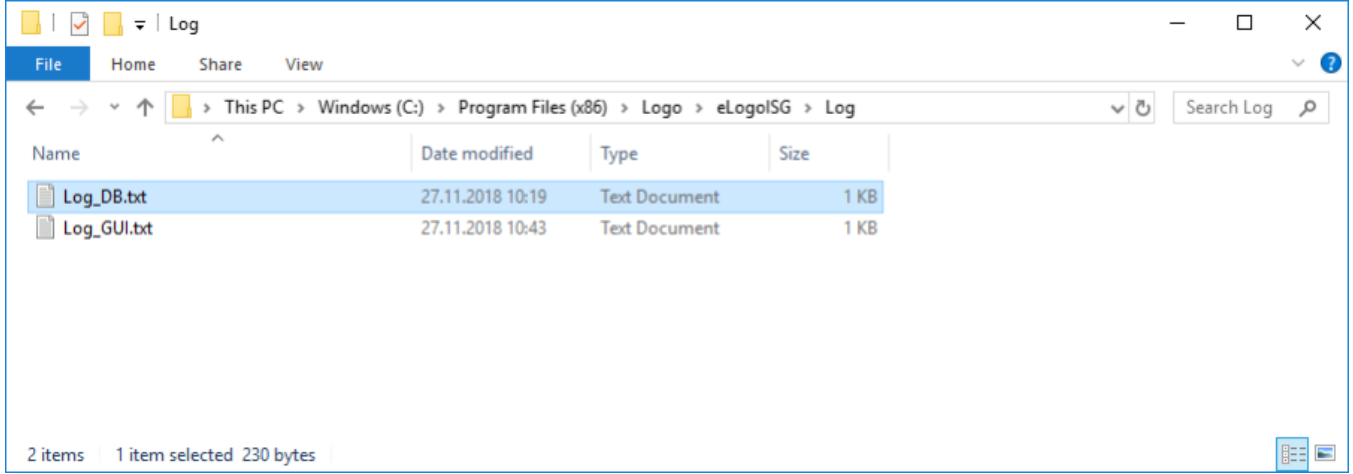 Log
File Home Share View
This PC > Windows (C:) > Program Files (x86) > Logo > eLogoISG > Log
Search Log
Name Date modified Type Size
Log_DB.txt 27.11.2018 10:19 Text Document 1 KB
Log_GUI.txt 27.11.2018 10:43 Text Document 1 KB
2 items 1 item selected 230 bytes